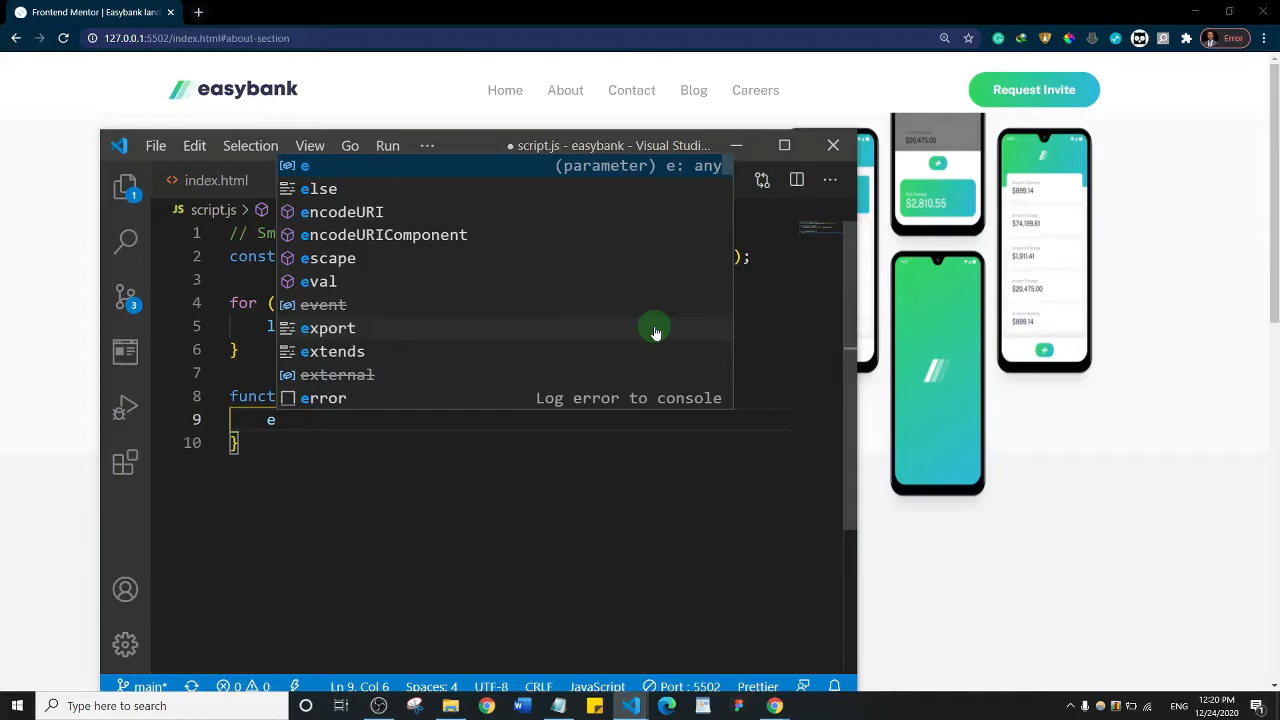 Frontend Mentor | Easybank lan
127.0.0.1:5502/index.html#about-section
Error
easybank
Home About Contact Blog Careers
Request Invite
File Edit Selection View Go Run ··· ● script.js - easybank - Visual Studi...
index.html
JS script.js >
e (parameter) e: any
else
encodeURI
encodeURIComponent
escape
eval
event
export
extends
external
error Log error to console
1 // Sm
2 const );
3
4 for (
5 l
6 }
7
8 funct
9 e
10 }
1
3
$20,475.00
$2,810.55
$899.14
$74,199.61
$1,911.41
$20,475.00
$899.14
main* 0 0 Ln 9, Col 6 Spaces: 4 CRLF JavaScript Port : 5502 Prettier
Type here to search
ENG
12:20 PM
12/24/2020